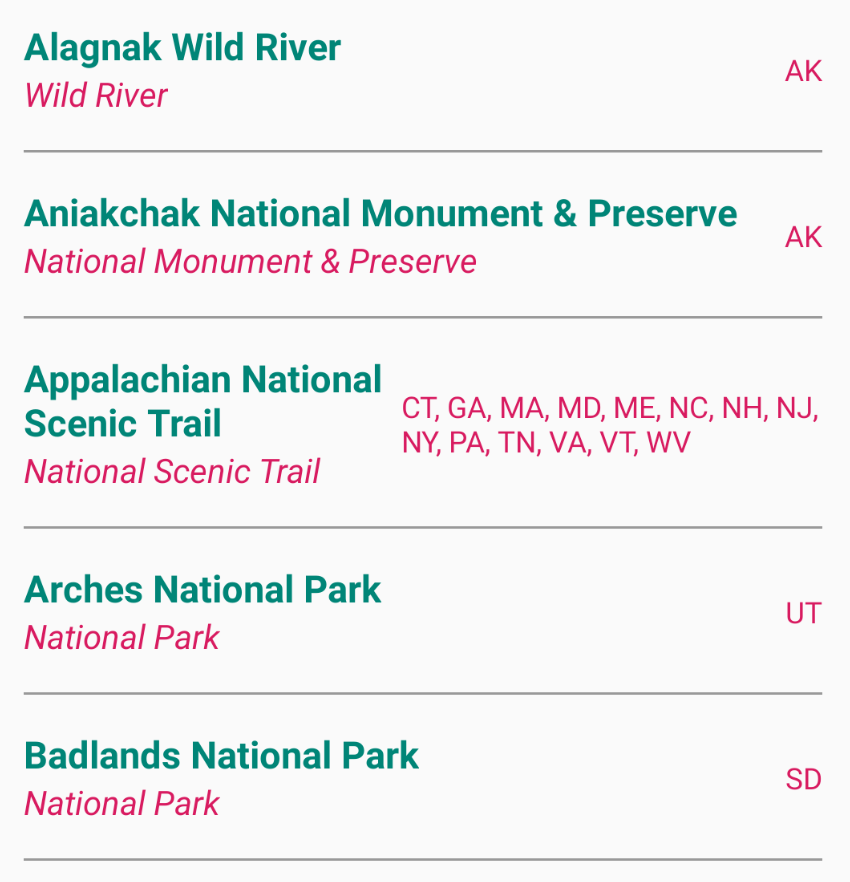 Alagnak Wild River
Wild River
AK
Aniakchak National Monument & Preserve
National Monument & Preserve
AK
Appalachian National
Scenic Trail
National Scenic Trail
CT, GA, MA, MD, ME, NC, NH, NJ,
NY, PA, TN, VA, VT, WV
Arches National Park
National Park
UT
Badlands National Park
National Park
SD